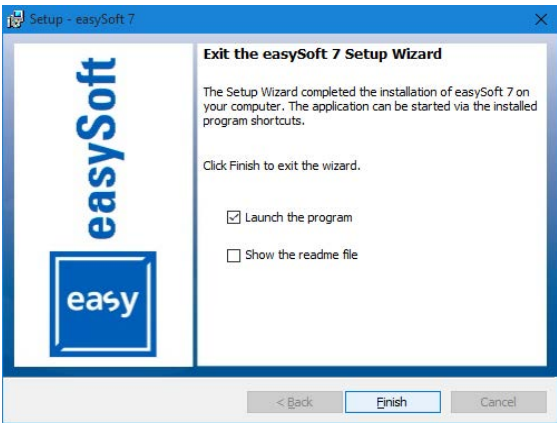 Setup - easySoft 7
easySoft
easy
Exit the easySoft 7 Setup Wizard
The Setup Wizard completed the installation of easySoft 7 on
your computer. The application can be started via the installed
program shortcuts.
Click Finish to exit the wizard.
Launch the program
Show the readme file
< Back
Finish
Cancel